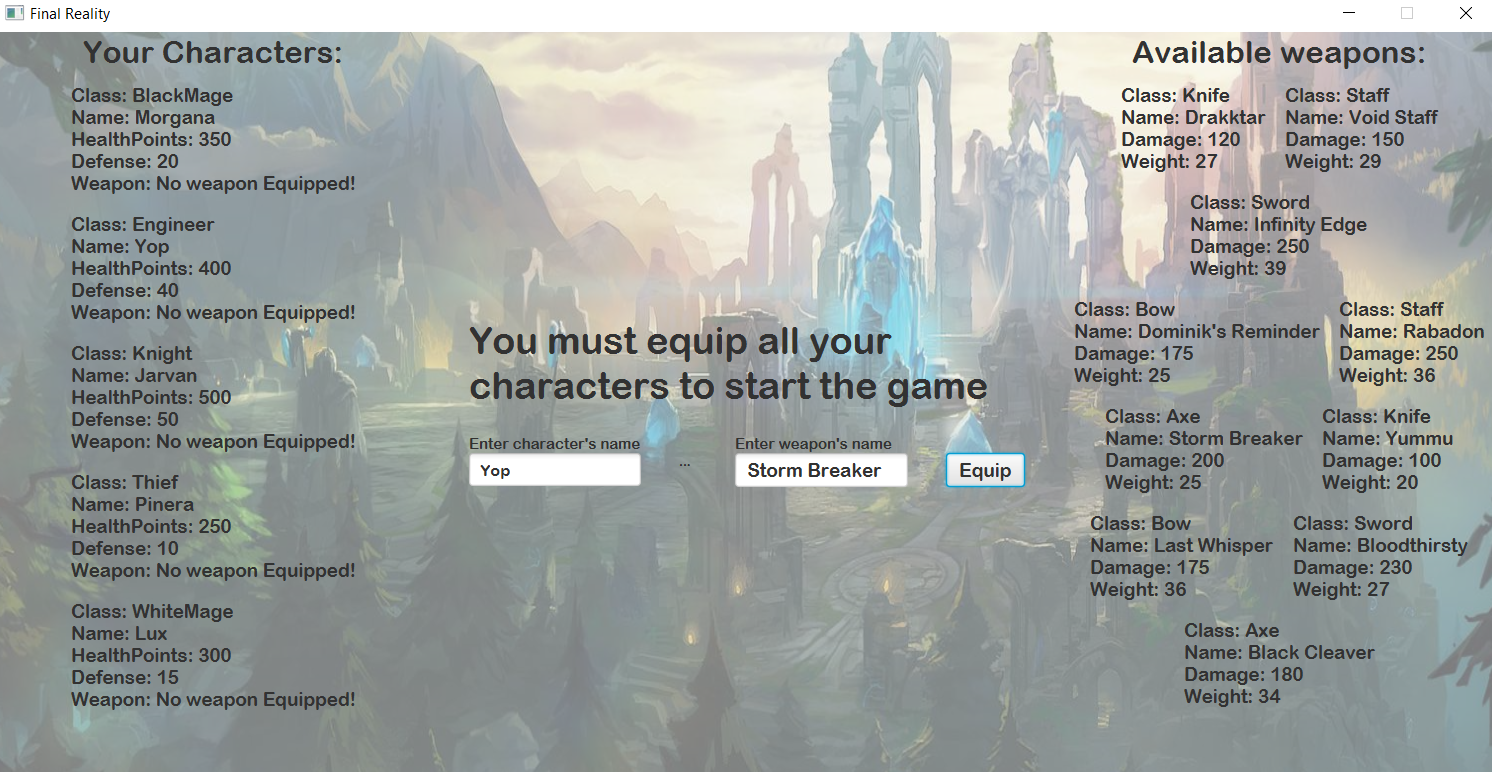 Final Reality
Your Characters:
Class: BlackMage
Name: Morgana
HealthPoints: 350
Defense: 20
Weapon: No weapon Equipped!
Class: Engineer
Name: Yop
HealthPoints: 400
Defense: 40
Weapon: No weapon Equipped!
Class: Knight
Name: Jarvan
HealthPoints: 500
Defense: 50
Weapon: No weapon Equipped!
Class: Thief
Name: Pinera
HealthPoints: 250
Defense: 10
Weapon: No weapon Equipped!
Class: WhiteMage
Name: Lux
HealthPoints: 300
Defense: 15
Weapon: No weapon Equipped!
You must equip all your
characters to start the game
Enter character's name
Yop
...
Enter weapon's name
Storm Breaker
Equip
Available weapons:
Class: Knife
Name: Drakktar
Damage: 120
Weight: 27
Class: Staff
Name: Void Staff
Damage: 150
Weight: 29
Class: Sword
Name: Infinity Edge
Damage: 250
Weight: 39
Class: Bow
Name: Dominik's Reminder
Damage: 175
Weight: 25
Class: Staff
Name: Rabadon
Damage: 250
Weight: 36
Class: Axe
Name: Storm Breaker
Damage: 200
Weight: 25
Class: Knife
Name: Yummu
Damage: 100
Weight: 20
Class: Bow
Name: Last Whisper
Damage: 175
Weight: 36
Class: Sword
Name: Bloodthirsty
Damage: 230
Weight: 27
Class: Axe
Name: Black Cleaver
Damage: 180
Weight: 34